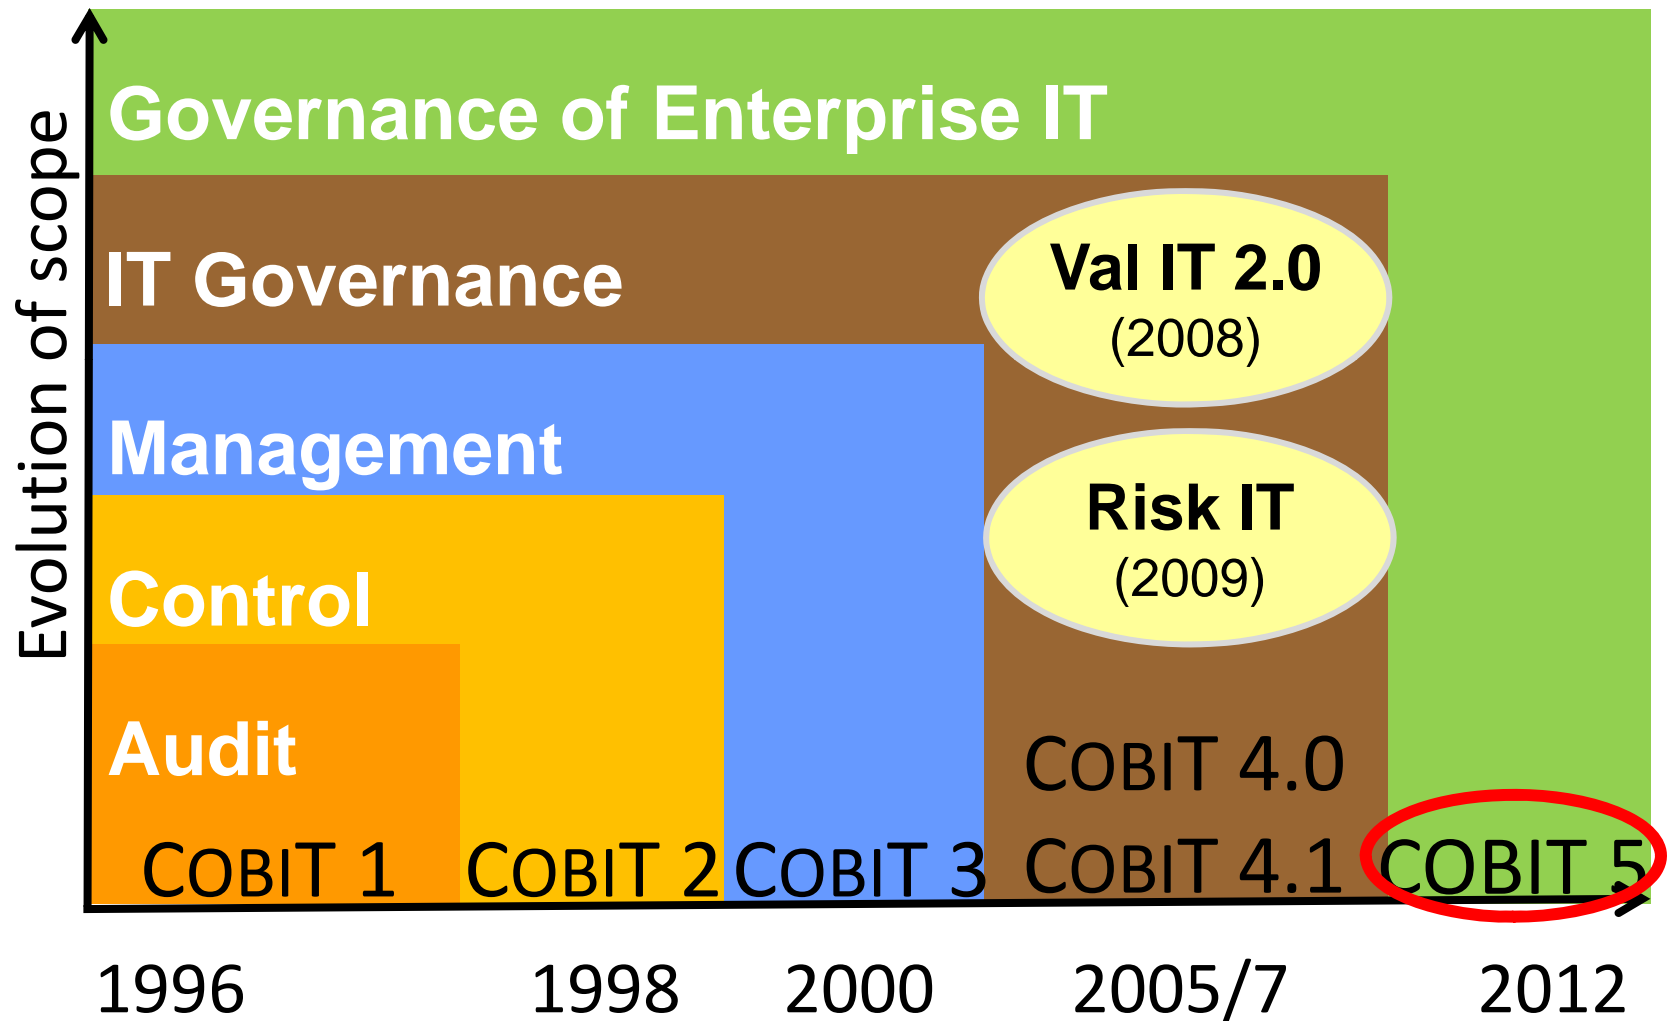 Evolution of scope
Governance of Enterprise IT
IT Governance
Val IT 2.0
(2008)
Management
Risk IT
(2009)
Control
Audit
COBIT 4.0
COBIT 1
COBIT 2
COBIT 3
COBIT 4.1
COBIT 5
1996
1998
2000
2005/7
2012